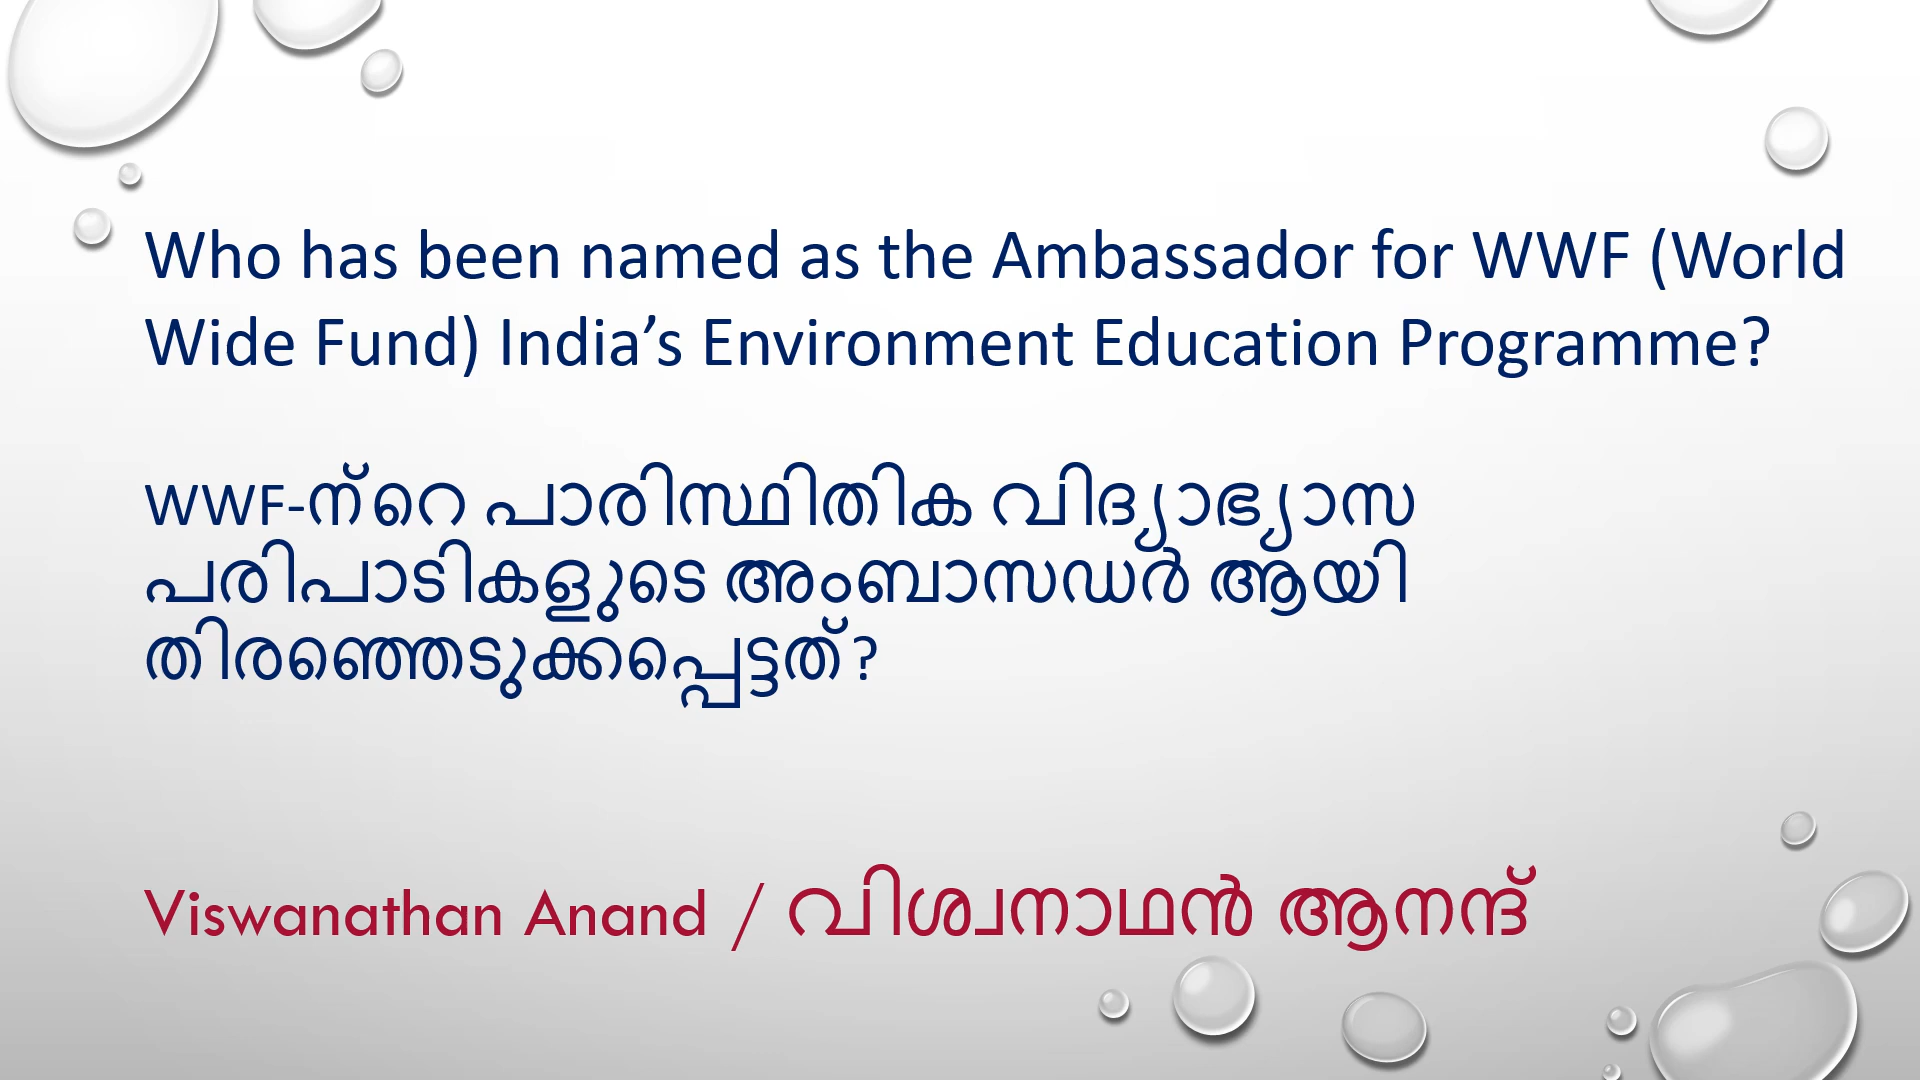 Who has been named as the Ambassador for WWF (World
Wide Fund) India’s Environment Education Programme?
WWF-ന്റെ പാരിസ്ഥിതിക വിദ്യാഭ്യാസ
പരിപാടികളുടെ അംബാസഡർ ആയി
തിരഞ്ഞെടുക്കപ്പെട്ടത്?
Viswanathan Anand / വിശ്വനാഥൻ ആനന്ദ്